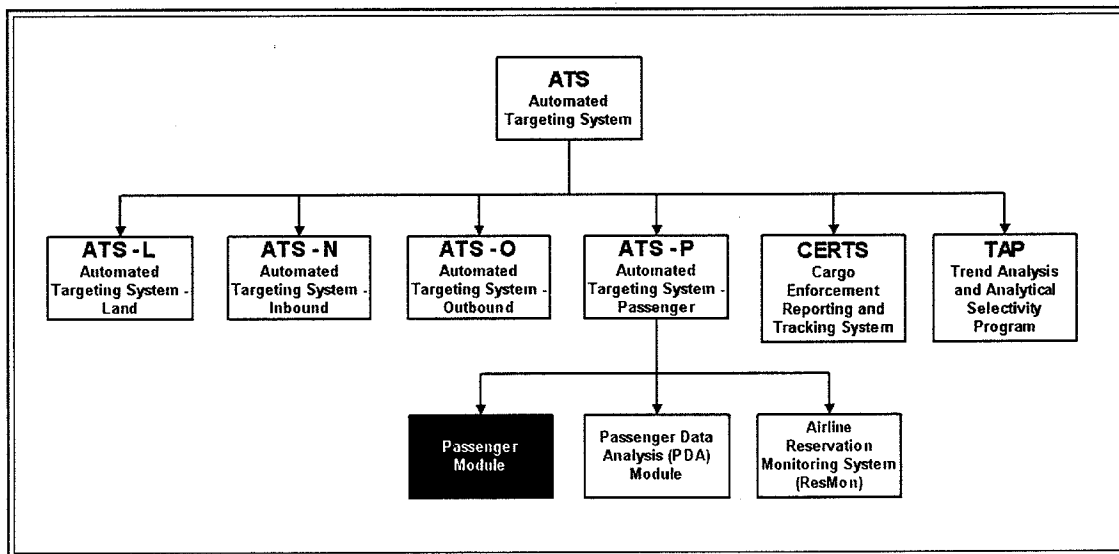 ATS
Automated
Targeting System
ATS - L
Automated
Targeting System -
Land
ATS - N
Automated
Targeting System -
Inbound
ATS - O
Automated
Targeting System -
Outbound
ATS - P
Automated
Targeting System -
Passenger
CERTS
Cargo
Enforcement
Reporting and
Tracking System
TAP
Trend Analysis
and Analytical
Selectivity
Program
Passenger
Module
Passenger Data
Analysis (PDA)
Module
Airline
Reservation
Monitoring System
(ResMon)